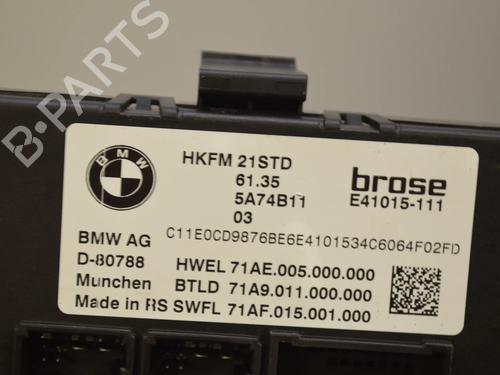 B-PARTS
BMW
HKFM 21STD
61.35
5A74B11
03
brose
E41015-111
C11E0CD9876BE6E4101534C6064F02FD
BMW AG
D-80788
Munchen
Made in RS
HWEL 71AE.005.000.000
BTLD 71A9.011.000.000
SWFL 71AF.015.001.000